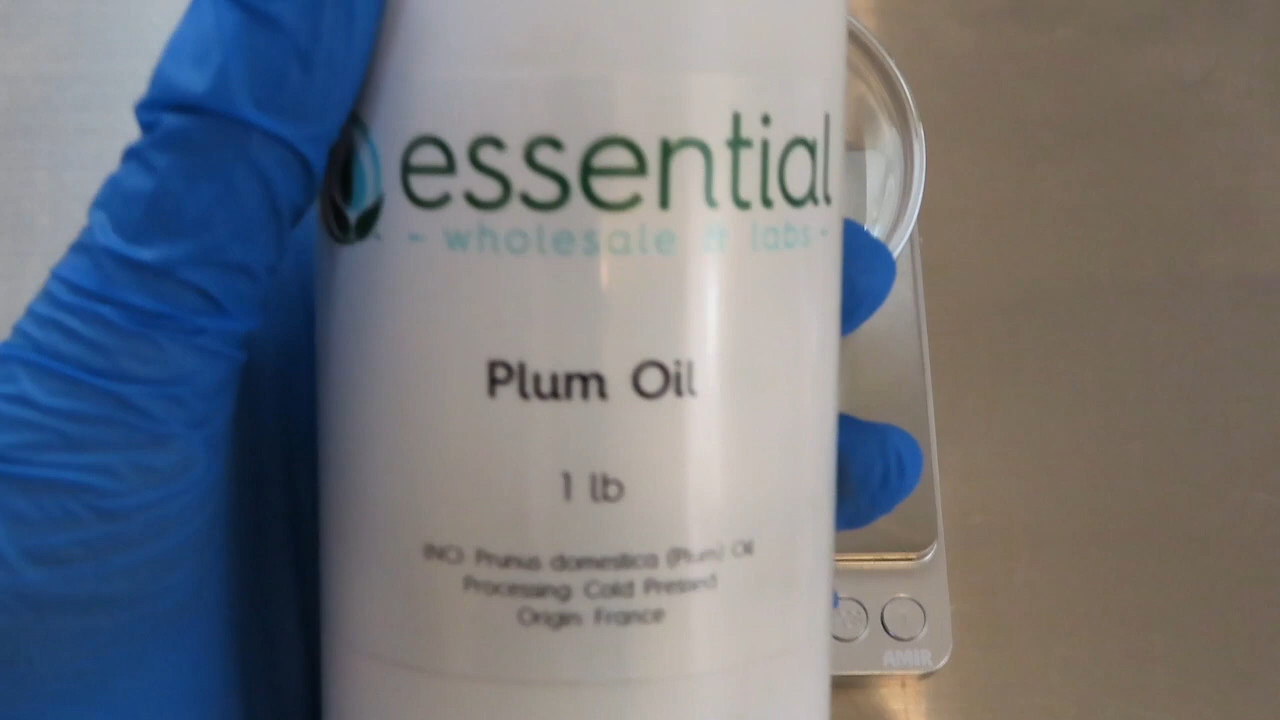 essential
- wholesale & labs -
Plum Oil
1 lb
INCI: Prunus domestica (Plum) Oil
Processing: Cold Pressed
Origin: France
AMIR